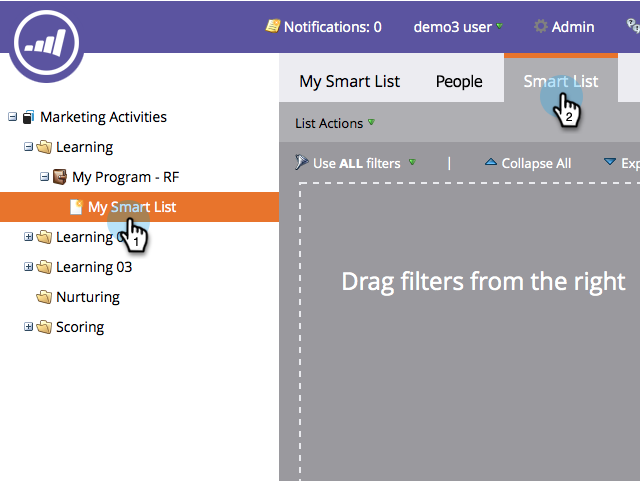 Notifications: 0 demo3 user Admin
My Smart List People Smart List
List Actions
Use ALL filters | Collapse All Exp
Drag filters from the right
Marketing Activities
Learning
My Program - RF
My Smart List
Learning 0
Learning 03
Nurturing
Scoring
1
2